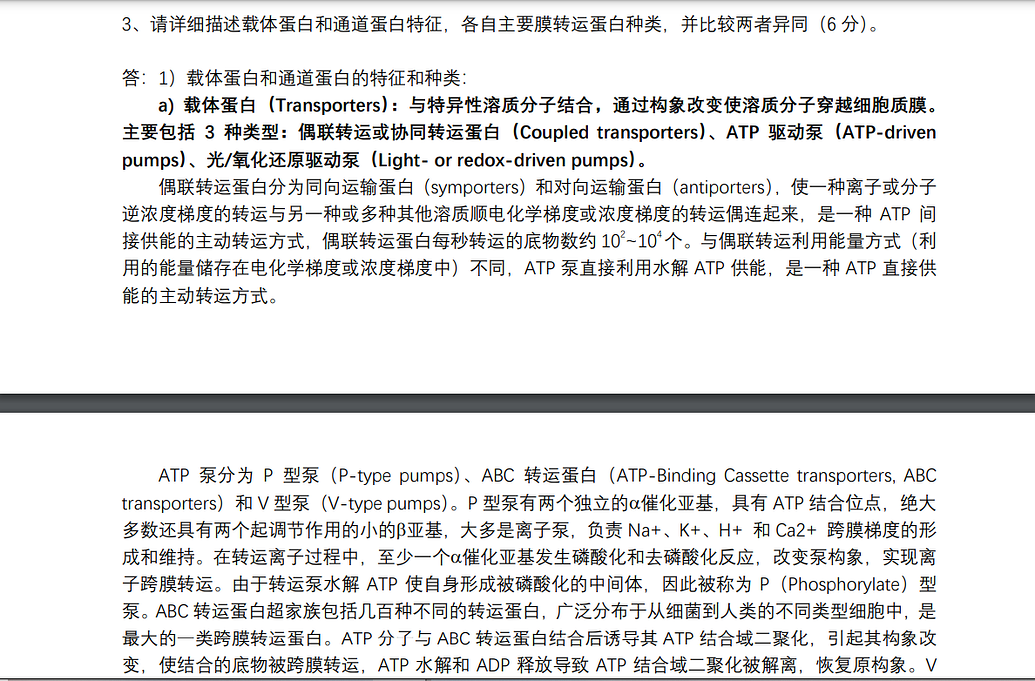 3、请详细描述载体蛋白和通道蛋白特征，各自主要膜转运蛋白种类，并比较两者异同（6 分）。
答：1）载体蛋白和通道蛋白的特征和种类：
a) 载体蛋白（Transporters）：与特异性溶质分子结合，通过构象改变使溶质分子穿越细胞质膜。
主要包括 3 种类型：偶联转运或协同转运蛋白（Coupled transporters）、ATP 驱动泵（ATP-driven
pumps）、光/氧化还原驱动泵（Light- or redox-driven pumps）。
偶联转运蛋白分为同向运输蛋白（symporters）和对向运输蛋白（antiporters），使一种离子或分子
逆浓度梯度的转运与另一种或多种其他溶质顺电化学梯度或浓度梯度的转运偶连起来，是一种 ATP 间
接供能的主动转运方式，偶联转运蛋白每秒转运的底物数约 10²~10⁴ 个。与偶联转运利用能量方式（利
用的能量储存在电化学梯度或浓度梯度中）不同，ATP 泵直接利用水解 ATP 供能，是一种 ATP 直接供
能的主动转运方式。
ATP 泵分为 P 型泵（P-type pumps）、ABC 转运蛋白（ATP-Binding Cassette transporters, ABC
transporters）和 V 型泵（V-type pumps）。P 型泵有两个独立的α催化亚基，具有 ATP 结合位点，绝大
多数还具有两个起调节作用的小的β亚基，大多是离子泵，负责 Na+、K+、H+ 和 Ca2+ 跨膜梯度的形
成和维持。在转运离子过程中，至少一个α催化亚基发生磷酸化和去磷酸化反应，改变泵构象，实现离
子跨膜转运。由于转运泵水解 ATP 使自身形成被磷酸化的中间体，因此被称为 P（Phosphorylate）型
泵。ABC 转运蛋白超家族包括几百种不同的转运蛋白，广泛分布于从细菌到人类的不同类型细胞中，是
最大的一类跨膜转运蛋白。ATP 分了与 ABC 转运蛋白结合后诱导其 ATP 结合域二聚化，引起其构象改
变，使结合的底物被跨膜转运，ATP 水解和 ADP 释放导致 ATP 结合域二聚化被解离，恢复原构象。V